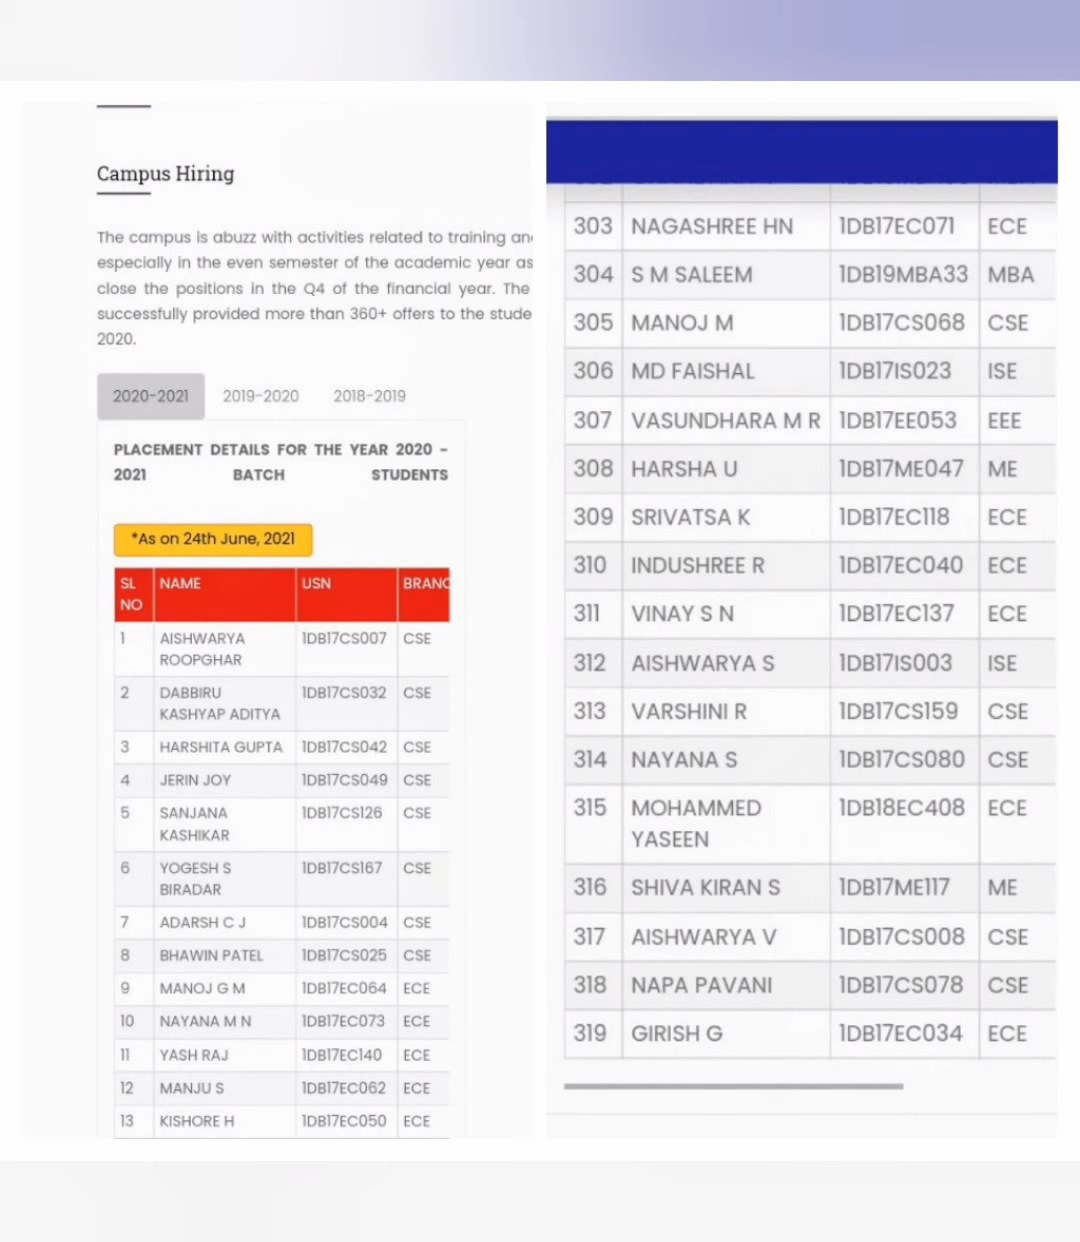 Campus Hiring
The campus is abuzz with activities related to training an
especially in the even semester of the academic year as
close the positions in the Q4 of the financial year. The
successfully provided more than 360+ offers to the stude
2020.
2020-2021 2019-2020 2018-2019
PLACEMENT DETAILS FOR THE YEAR 2020 -
2021 BATCH STUDENTS
*As on 24th June, 2021
SL NAME USN BRANC
NO
1 AISHWARYA 1DB17CS007 CSE
ROOPGHAR
2 DABBIRU 1DB17CS032 CSE
KASHYAP ADITYA
3 HARSHITA GUPTA 1DB17CS042 CSE
4 JERIN JOY 1DB17CS049 CSE
5 SANJANA 1DB17CS126 CSE
KASHIKAR
6 YOGESH S 1DB17CS167 CSE
BIRADAR
7 ADARSH C J 1DB17CS004 CSE
8 BHAWIN PATEL 1DB17CS025 CSE
9 MANOJ G M 1DB17EC064 ECE
10 NAYANA M N 1DB17EC073 ECE
11 YASH RAJ 1DB17EC140 ECE
12 MANJU S 1DB17EC062 ECE
13 KISHORE H 1DB17EC050 ECE
303 NAGASHREE HN 1DB17EC071 ECE
304 S M SALEEM 1DB19MBA33 MBA
305 MANOJ M 1DB17CS068 CSE
306 MD FAISHAL 1DB17IS023 ISE
307 VASUNDHARA M R 1DB17EE053 EEE
308 HARSHA U 1DB17ME047 ME
309 SRIVATSA K 1DB17EC118 ECE
310 INDUSHREE R 1DB17EC040 ECE
311 VINAY S N 1DB17EC137 ECE
312 AISHWARYA S 1DB17IS003 ISE
313 VARSHINI R 1DB17CS159 CSE
314 NAYANA S 1DB17CS080 CSE
315 MOHAMMED 1DB18EC408 ECE
YASEEN
316 SHIVA KIRAN S 1DB17ME117 ME
317 AISHWARYA V 1DB17CS008 CSE
318 NAPA PAVANI 1DB17CS078 CSE
319 GIRISH G 1DB17EC034 ECE